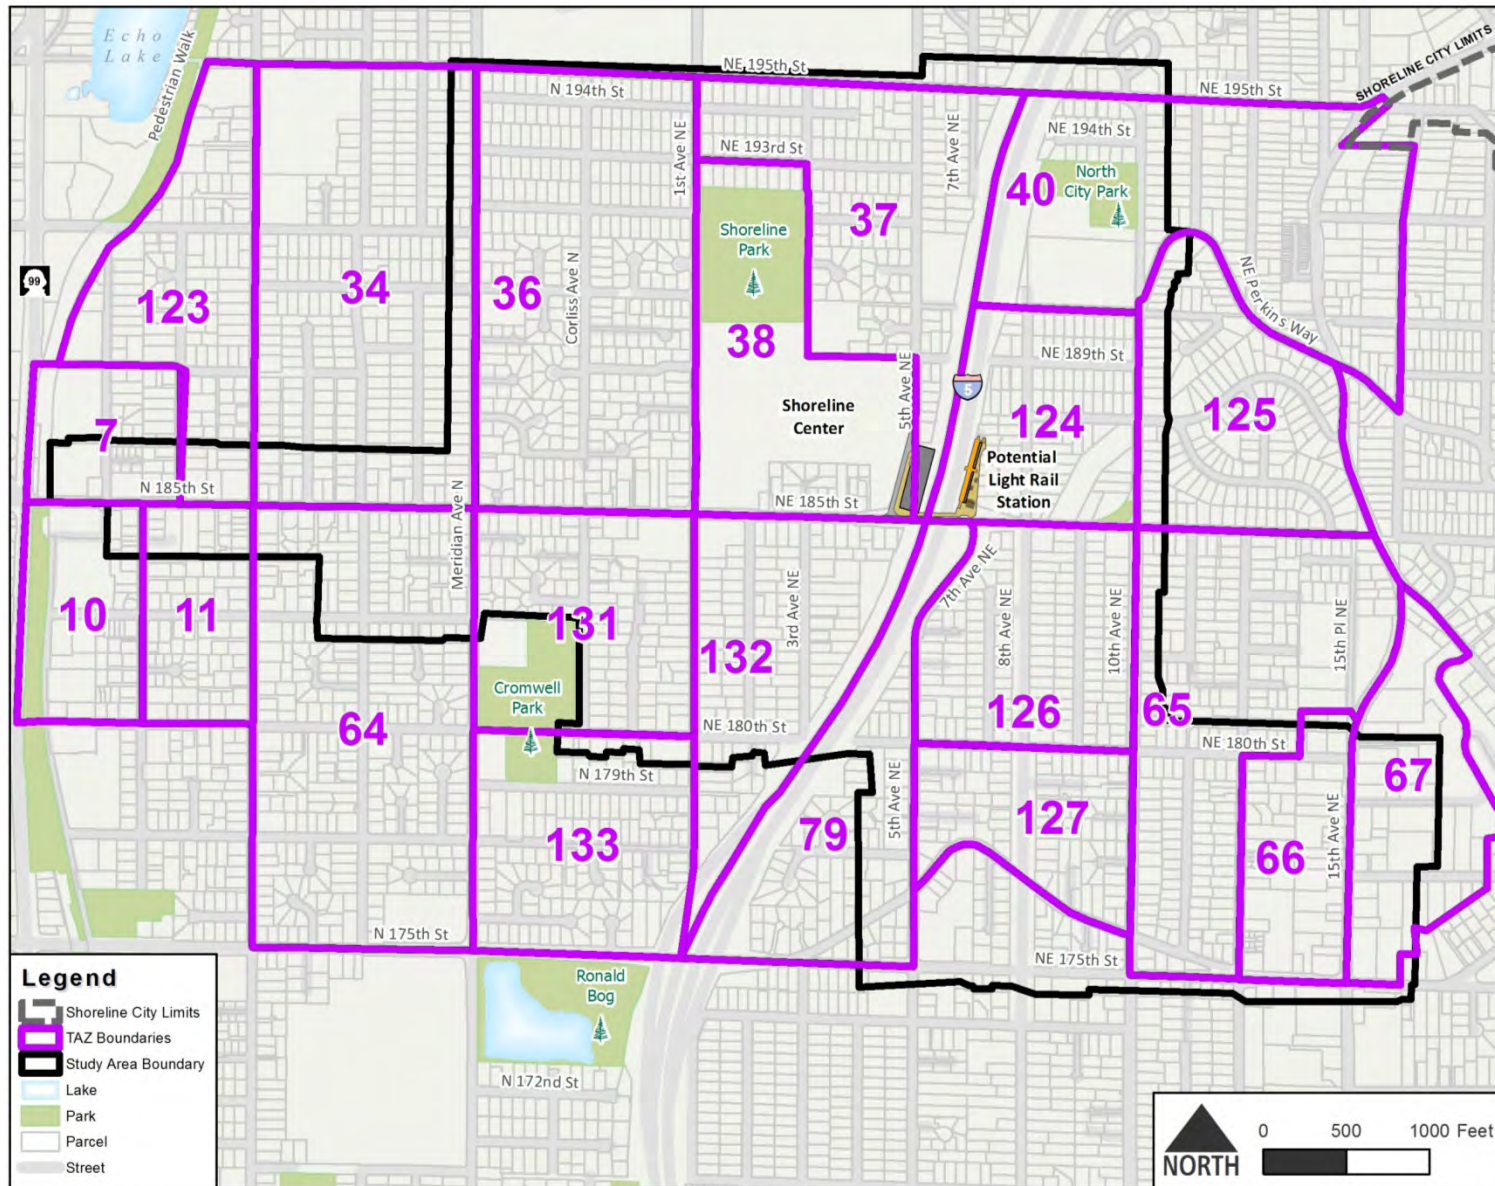 Echo
Lake
Pedestrian Walk
SHORELINE CITY LIMITS
NE 195th St
N 194th St
NE 195th St
NE 194th St
1st Ave NE
NE 193rd St
7th Ave NE
North
City Park
40
37
Shoreline
Park
99
123
34
36
Corliss Ave N
38
NE Perkins Way
NE 189th St
5th Ave NE
5
Shoreline
Center
124
125
7
Potential
Light Rail
Station
N 185th St
Meridian Ave N
NE 185th St
7th Ave NE
10
11
131
132
3rd Ave NE
8th Ave NE
10th Ave NE
15th Pl NE
Cromwell
Park
64
NE 180th St
126
65
NE 180th St
N 179th St
67
133
79
5th Ave NE
127
66
15th Ave NE
N 175th St
NE 175th St
Ronald
Bog
N 172nd St
Legend
Shoreline City Limits
TAZ Boundaries
Study Area Boundary
Lake
Park
Parcel
Street
NORTH
0 500 1000 Feet